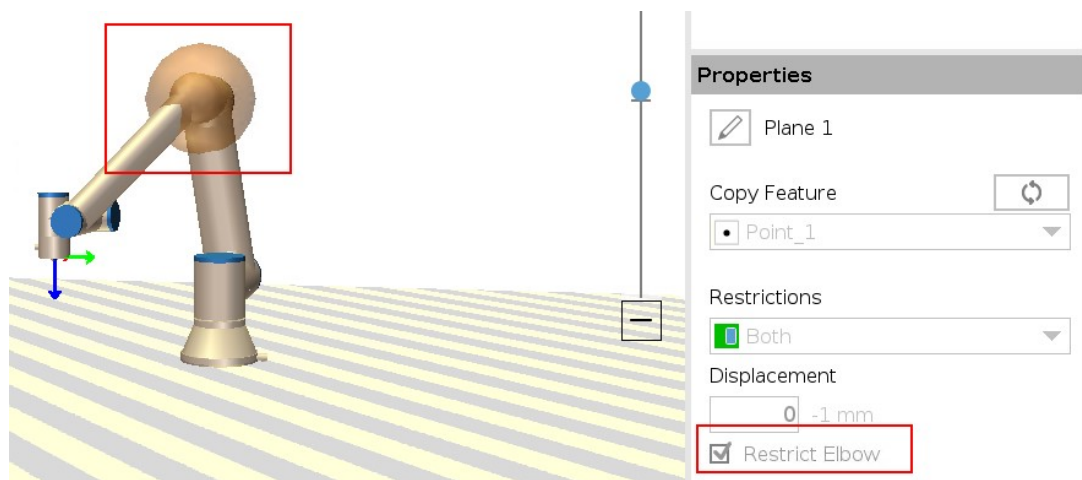 Properties
Plane 1
Copy Feature
Point_1
Restrictions
Both
Displacement
0 -1 mm
Restrict Elbow